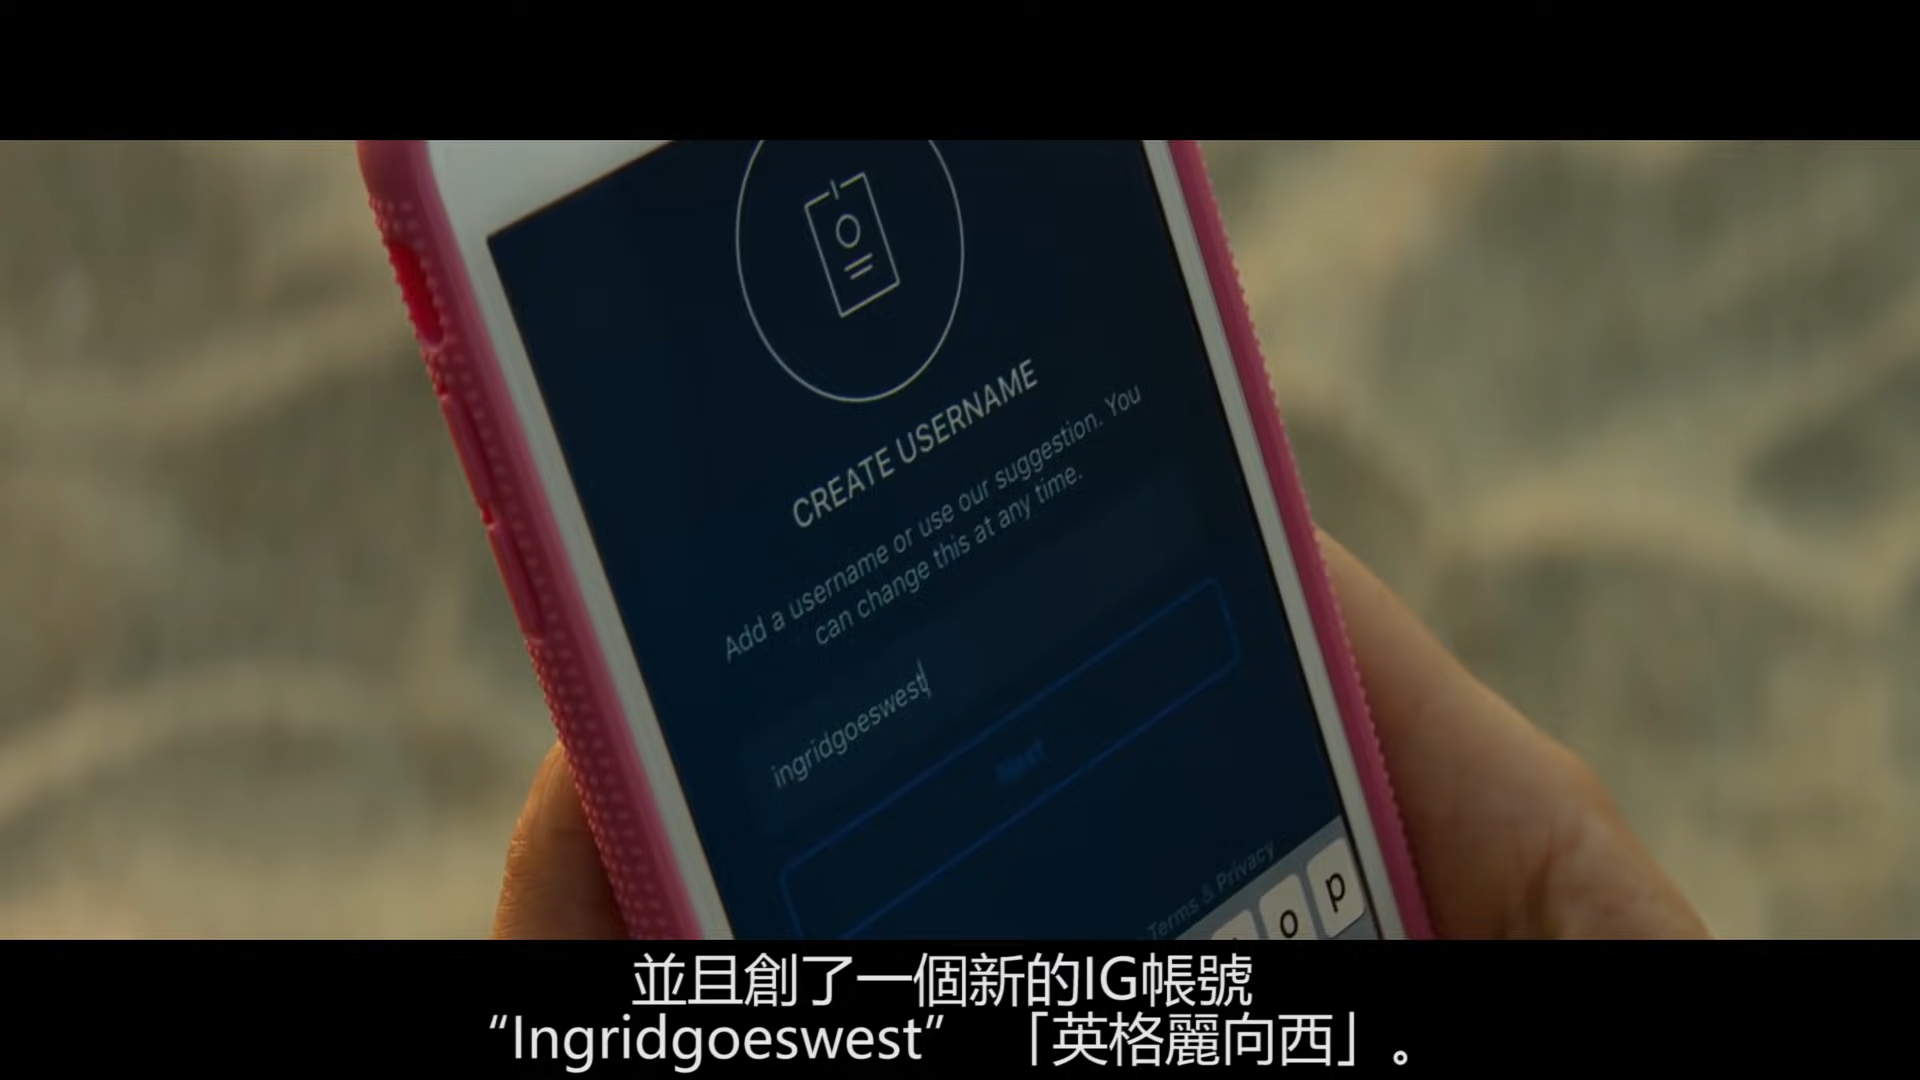 CREATE USERNAME
Add a username or use our suggestion. You
can change this at any time.
ingridgoeswest
Next
Terms & Privacy
o p
並且創了一個新的IG帳號
“Ingridgoeswest” 「英格麗向西」。